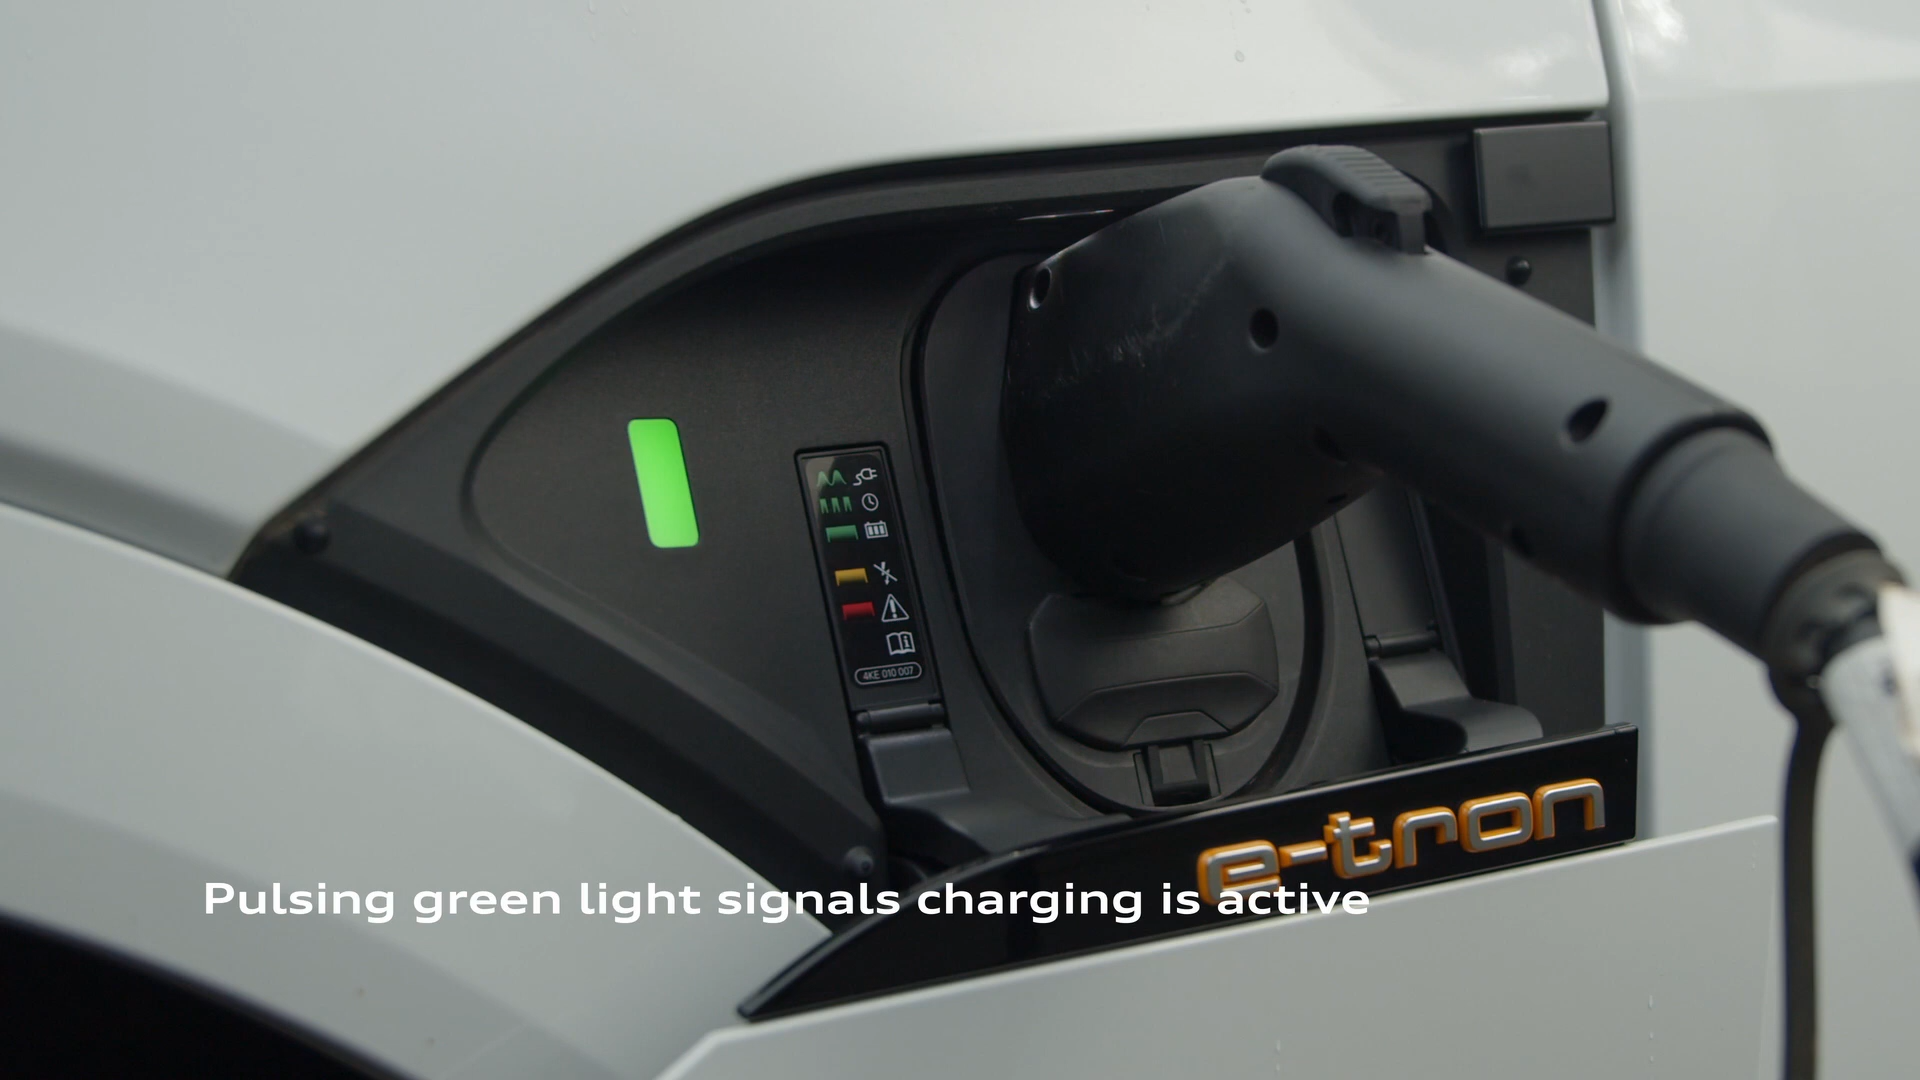 4KE 010 007
e-tron
Pulsing green light signals charging is active